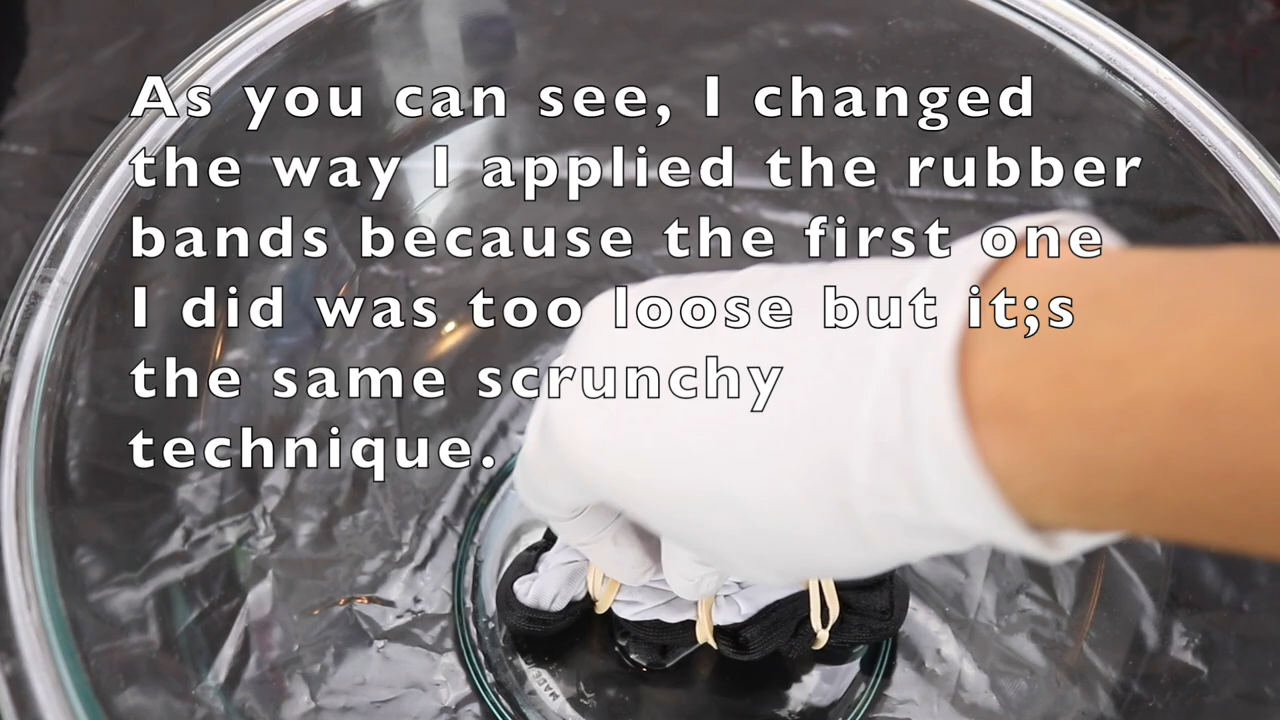 As you can see, I changed
the way I applied the rubber
bands because the first one
I did was too loose but it;s
the same scrunchy
technique.
MADE